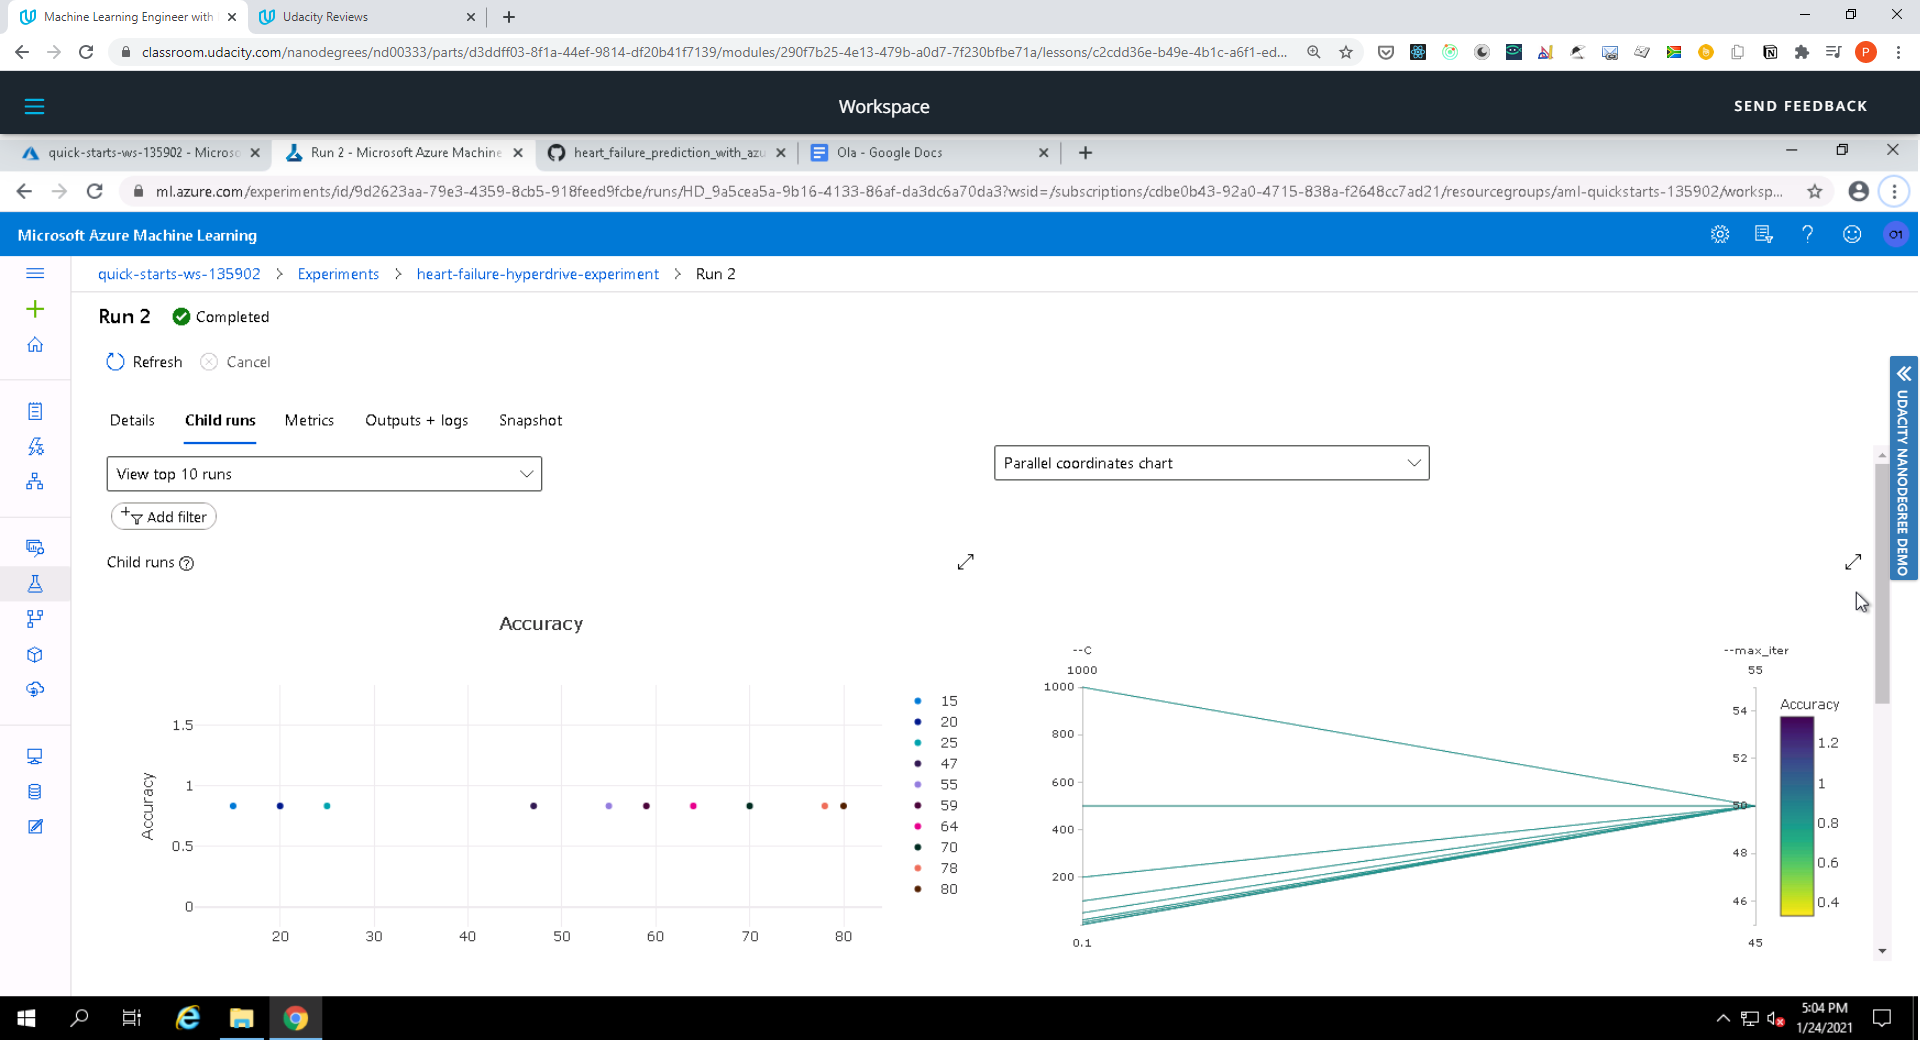 Machine Learning Engineer with
Udacity Reviews
classroom.udacity.com/nanodegrees/nd00333/parts/d3ddff03-8f1a-44ef-9814-df20b41f7139/modules/290f7b25-4e13-479b-a0d7-7f230bfbe71a/lessons/c2cdd36e-b49e-4b1c-a6f1-ed...
P
Workspace
SEND FEEDBACK
quick-starts-ws-135902 - Microso
Run 2 - Microsoft Azure Machine
heart_failure_prediction_with_azu
Ola - Google Docs
ml.azure.com/experiments/id/9d2623aa-79e3-4359-8cb5-918feed9fcbe/runs/HD_9a5cea5a-9b16-4133-86af-da3dc6a70da3?wsid=/subscriptions/cdbe0b43-92a0-4715-838a-f2648cc7ad21/resourcegroups/aml-quickstarts-135902/worksp...
Microsoft Azure Machine Learning
O1
quick-starts-ws-135902 > Experiments > heart-failure-hyperdrive-experiment > Run 2
Run 2
Completed
Refresh
Cancel
Details
Child runs
Metrics
Outputs + logs
Snapshot
View top 10 runs
Parallel coordinates chart
Add filter
Child runs
UDACITY NANODEGREE DEMO
Accuracy
Accuracy
1.5
1
0.5
0
20 30 40 50 60 70 80
15
20
25
47
55
59
64
70
78
80
--C
1000
1000
800
600
400
200
0.1
--max_iter
55
54
52
50
48
46
45
Accuracy
1.2
1
0.8
0.6
0.4
5:04 PM
1/24/2021